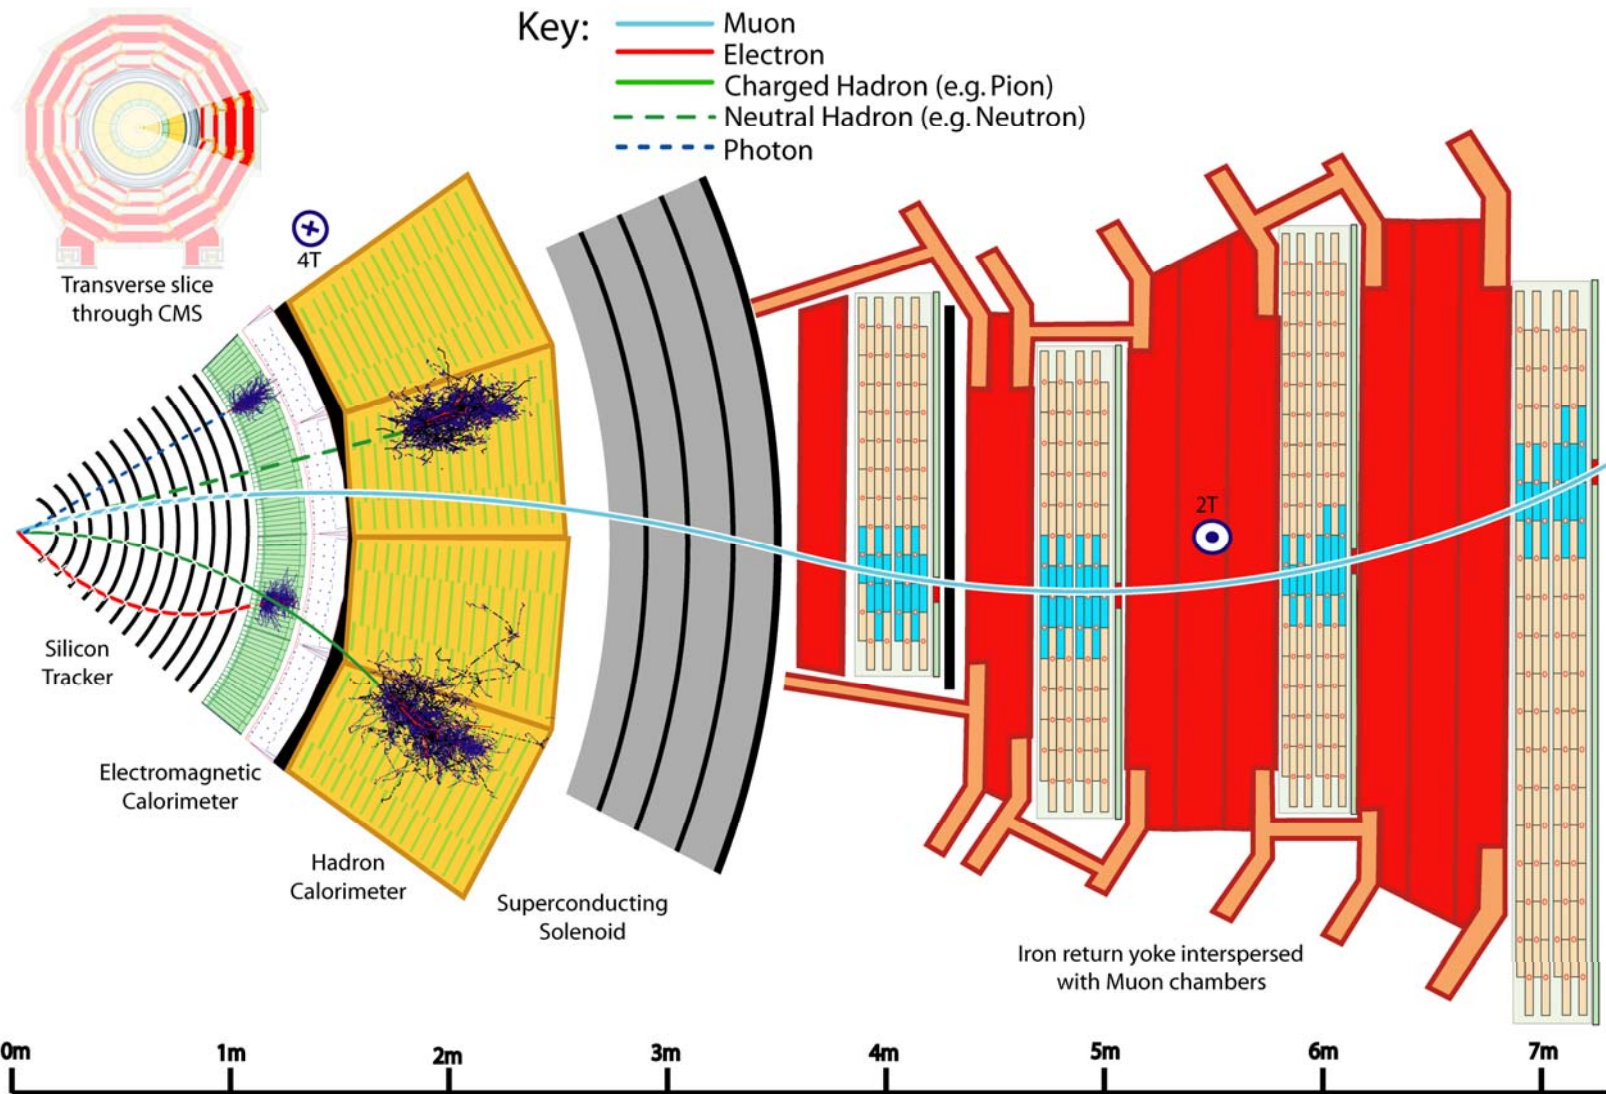 Key:
Muon
Electron
Charged Hadron (e.g. Pion)
Neutral Hadron (e.g. Neutron)
Photon
Transverse slice
through CMS
4T
2T
Silicon
Tracker
Electromagnetic
Calorimeter
Hadron
Calorimeter
Superconducting
Solenoid
Iron return yoke interspersed
with Muon chambers
0m 1m 2m 3m 4m 5m 6m 7m